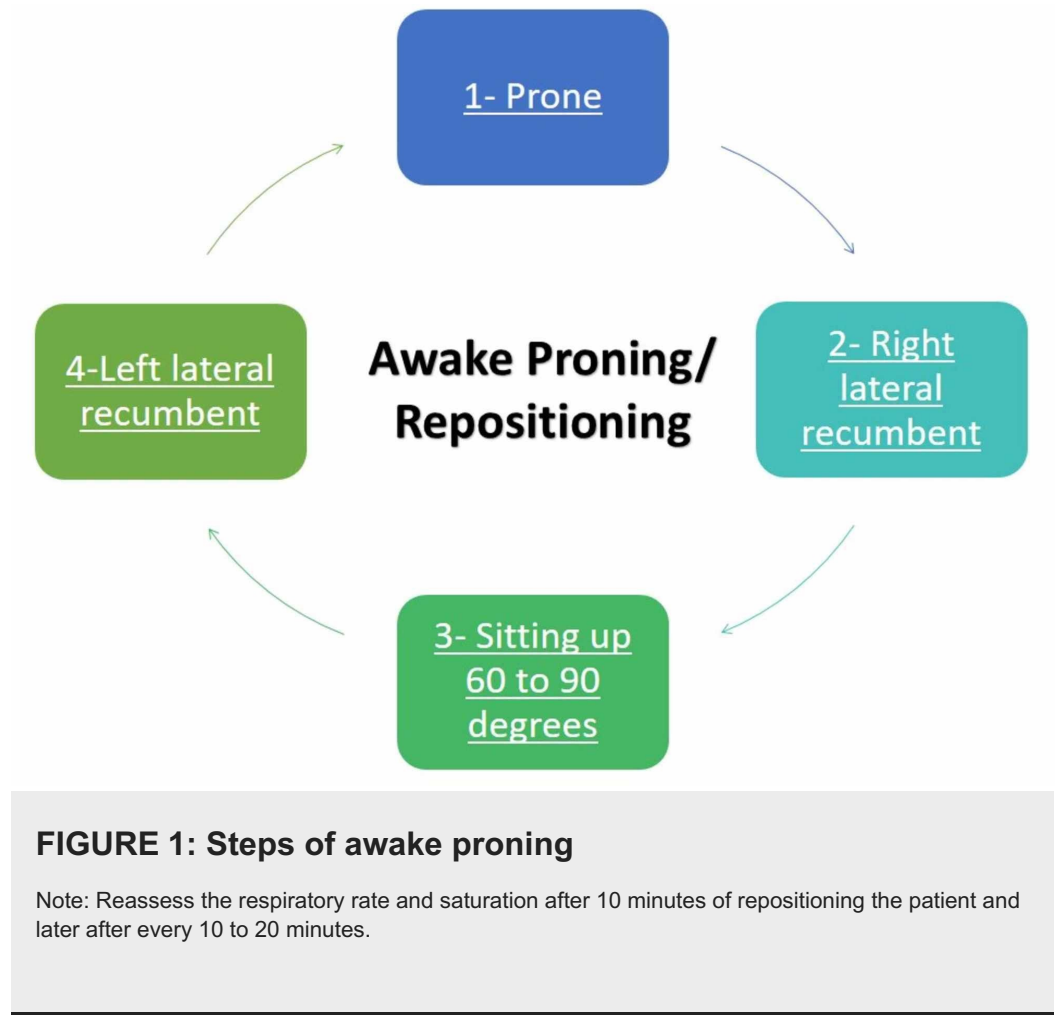 1- Prone
2- Right
lateral
recumbent
3- Sitting up
60 to 90
degrees
4-Left lateral
recumbent
Awake Proning/
Repositioning
FIGURE 1: Steps of awake proning
Note: Reassess the respiratory rate and saturation after 10 minutes of repositioning the patient and
later after every 10 to 20 minutes.